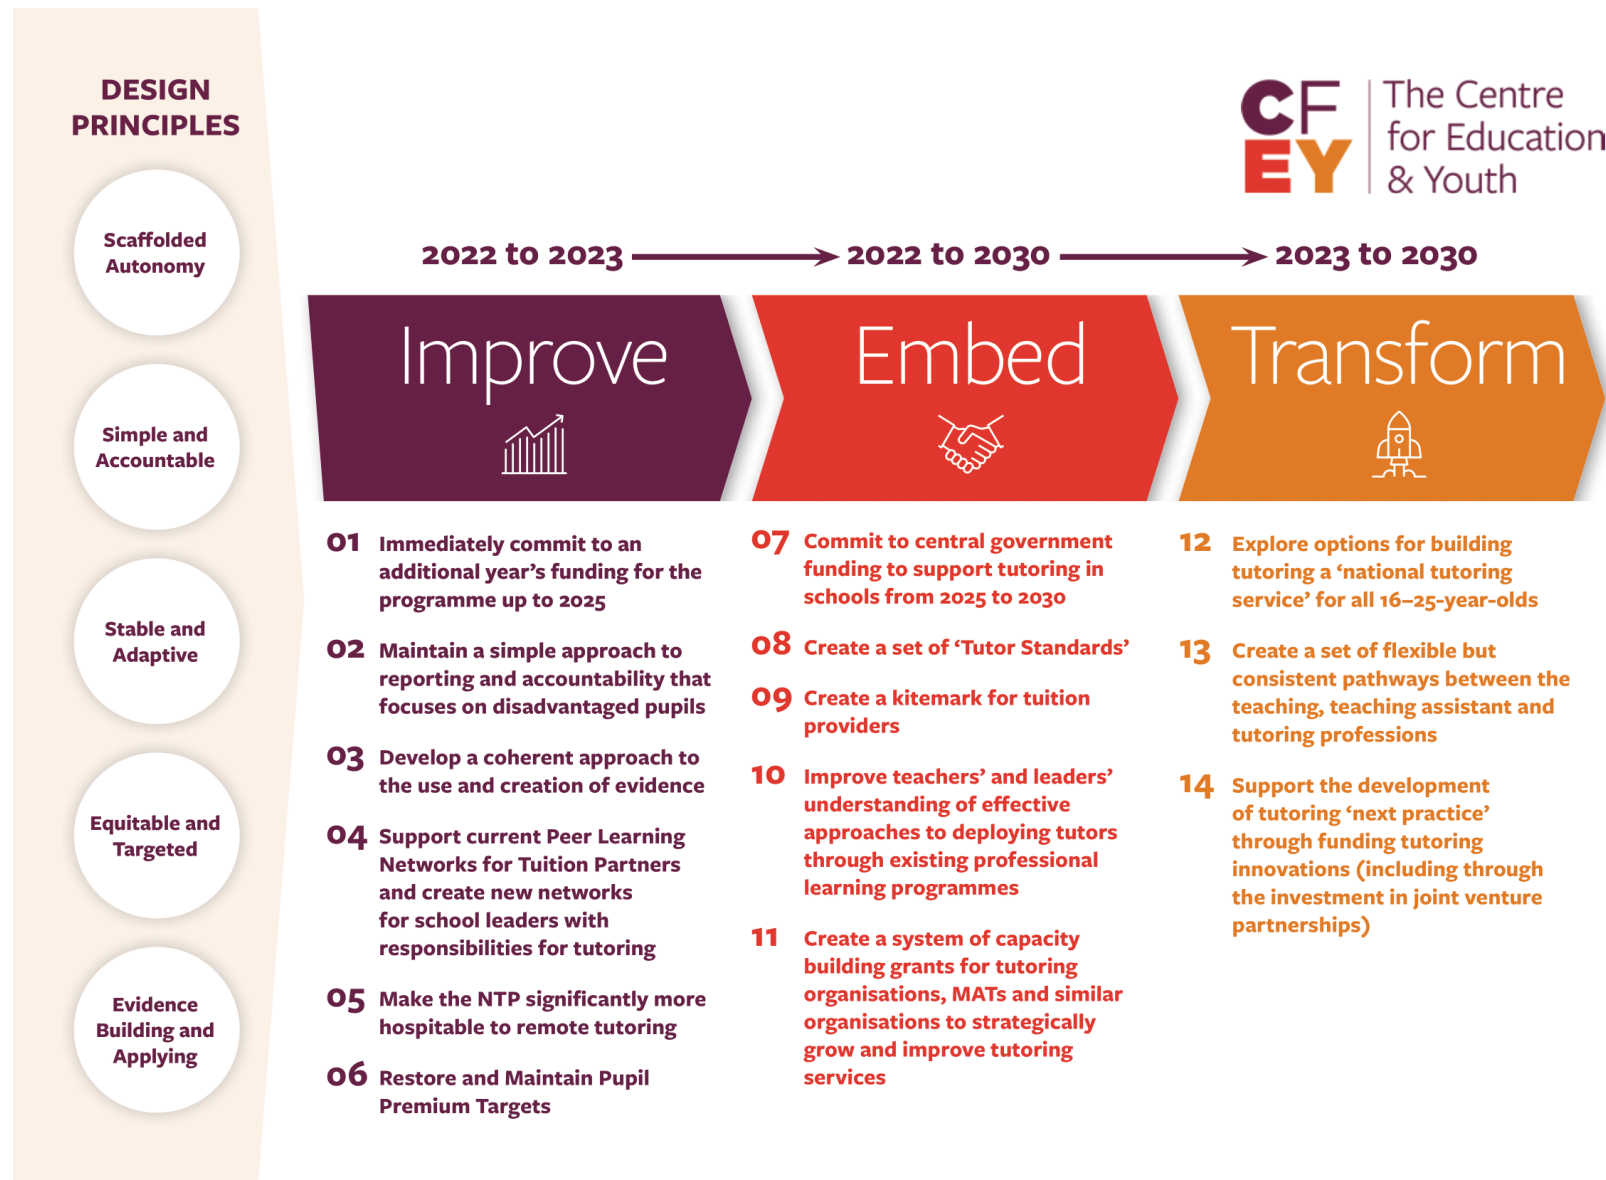 DESIGN
PRINCIPLES
Scaffolded
Autonomy
Simple and
Accountable
Stable and
Adaptive
Equitable and
Targeted
Evidence
Building and
Applying
CF
EY
The Centre
for Education
& Youth
2022 to 2023
2022 to 2030
2023 to 2030
Improve
Embed
Transform
01 Immediately commit to an
additional year’s funding for the
programme up to 2025
02 Maintain a simple approach to
reporting and accountability that
focuses on disadvantaged pupils
03 Develop a coherent approach to
the use and creation of evidence
04 Support current Peer Learning
Networks for Tuition Partners
and create new networks
for school leaders with
responsibilities for tutoring
05 Make the NTP significantly more
hospitable to remote tutoring
06 Restore and Maintain Pupil
Premium Targets
07 Commit to central government
funding to support tutoring in
schools from 2025 to 2030
08 Create a set of ‘Tutor Standards’
09 Create a kitemark for tuition
providers
10 Improve teachers’ and leaders’
understanding of effective
approaches to deploying tutors
through existing professional
learning programmes
11 Create a system of capacity
building grants for tutoring
organisations, MATs and similar
organisations to strategically
grow and improve tutoring
services
12 Explore options for building
tutoring a ‘national tutoring
service’ for all 16–25-year-olds
13 Create a set of flexible but
consistent pathways between the
teaching, teaching assistant and
tutoring professions
14 Support the development
of tutoring ‘next practice’
through funding tutoring
innovations (including through
the investment in joint venture
partnerships)